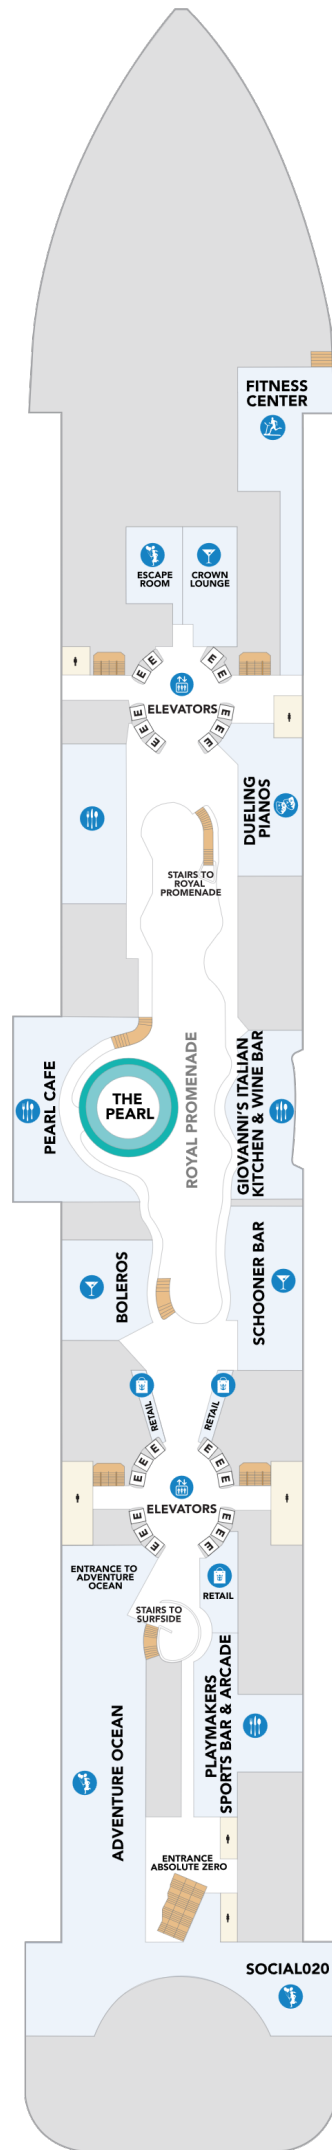 FITNESS
CENTER
ESCAPE
ROOM
CROWN
LOUNGE
E E E
E E
ELEVATORS
E E E E
E E E E
DUELING
PIANOS
STAIRS TO
ROYAL
PROMENADE
ROYAL PROMENADE
THE
PEARL
PEARL CAFE
GIOVANNI'S ITALIAN
KITCHEN & WINE BAR
BOLEROS
SCHOONER BAR
RETAIL
RETAIL
E E E E
E E E E
ELEVATORS
E E E E
E E E E
ENTRANCE TO
ADVENTURE
OCEAN
RETAIL
STAIRS TO
SURFSIDE
PLAYMAKERS
SPORTS BAR & ARCADE
ADVENTURE OCEAN
ENTRANCE
ABSOLUTE ZERO
SOCIAL020